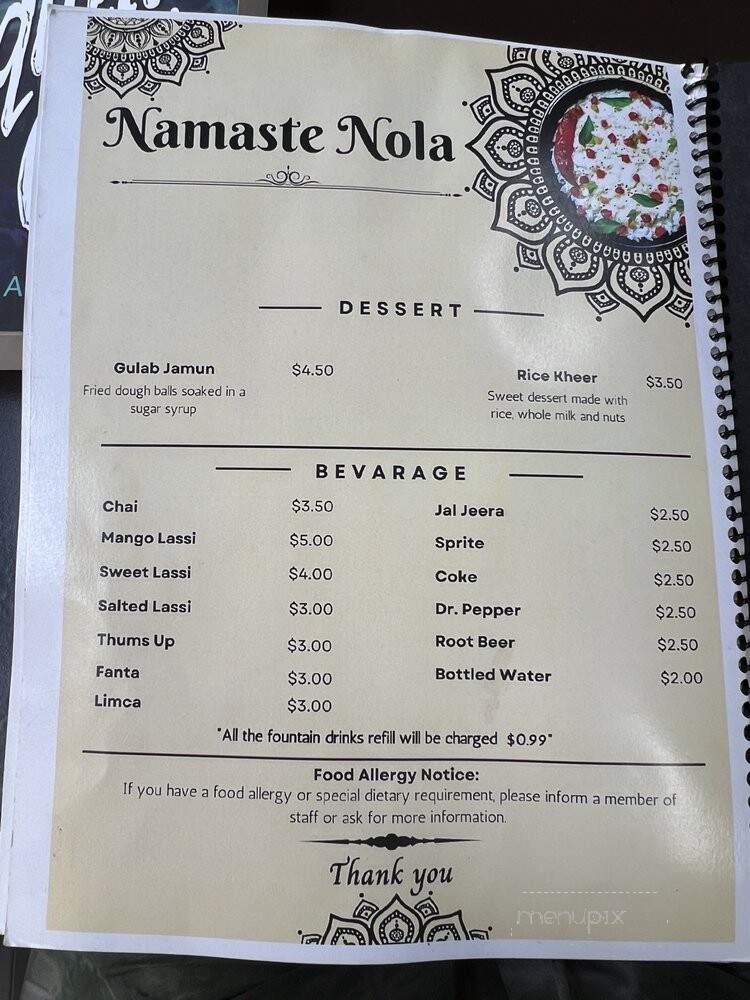 Namaste Nola
DESSERT
Gulab Jamun $4.50
Fried dough balls soaked in a
sugar syrup
Rice Kheer $3.50
Sweet dessert made with
rice, whole milk and nuts
BEVARAGE
Chai $3.50
Mango Lassi $5.00
Sweet Lassi $4.00
Salted Lassi $3.00
Thums Up $3.00
Fanta $3.00
Limca $3.00
Jal Jeera $2.50
Sprite $2.50
Coke $2.50
Dr. Pepper $2.50
Root Beer $2.50
Bottled Water $2.00
"All the fountain drinks refill will be charged $0.99"
Food Allergy Notice:
If you have a food allergy or special dietary requirement, please inform a member of
staff or ask for more information.
Thank you
menupix
A